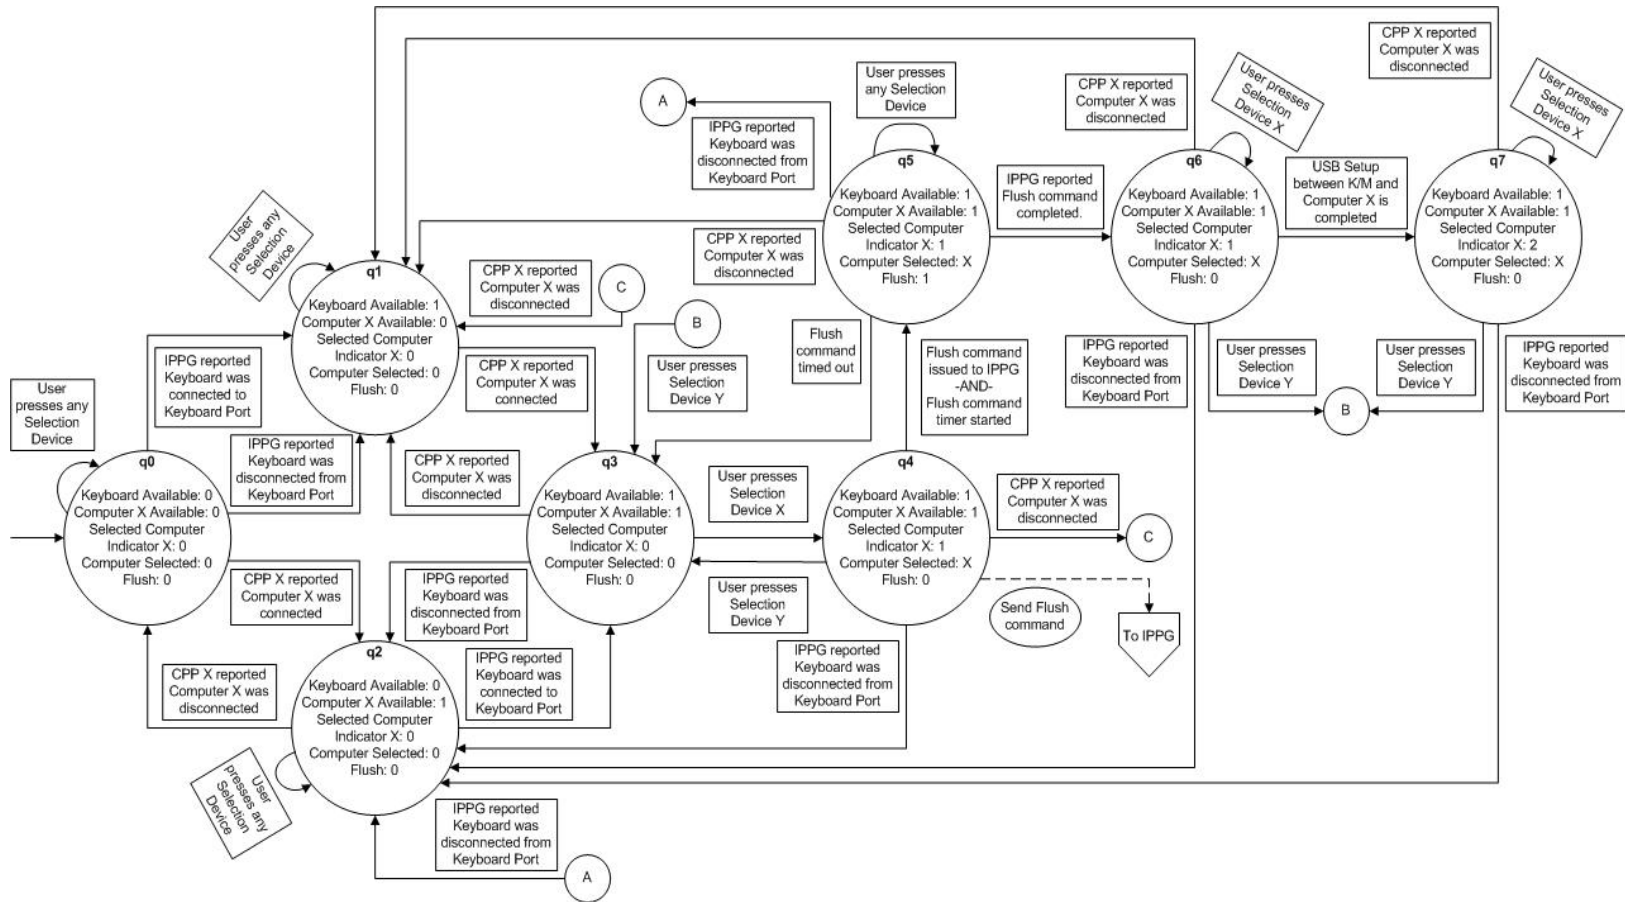 CPP X reported
Computer X was
disconnected
User presses
any Selection
Device
CPP X reported
Computer X was
disconnected
User presses
Selection
Device X
User presses
Selection
Device X
A
IPPG reported
Keyboard was
disconnected from
Keyboard Port
q5
Keyboard Available: 1
Computer X Available: 1
Selected Computer
Indicator X: 1
Computer Selected: X
Flush: 1
IPPG reported
Flush command
completed.
q6
Keyboard Available: 1
Computer X Available: 1
Selected Computer
Indicator X: 1
Computer Selected: X
Flush: 0
USB Setup
between K/M and
Computer X is
completed
q7
Keyboard Available: 1
Computer X Available: 1
Selected Computer
Indicator X: 2
Computer Selected: X
Flush: 0
User
presses any
Selection
Device
CPP X reported
Computer X was
disconnected
q1
Keyboard Available: 1
Computer X Available: 0
Selected Computer
Indicator X: 0
Computer Selected: 0
Flush: 0
CPP X reported
Computer X was
disconnected
C
B
IPPG reported
Keyboard was
connected to
Keyboard Port
CPP X reported
Computer X was
connected
User presses
Selection
Device Y
Flush
command
timed out
Flush command
issued to IPPG
-AND-
Flush command
timer started
IPPG reported
Keyboard was
disconnected from
Keyboard Port
User presses
Selection
Device Y
User presses
Selection
Device Y
IPPG reported
Keyboard was
disconnected from
Keyboard Port
B
User
presses any
Selection
Device
IPPG reported
Keyboard was
disconnected from
Keyboard Port
CPP X reported
Computer X was
disconnected
q0
Keyboard Available: 0
Computer X Available: 0
Selected Computer
Indicator X: 0
Computer Selected: 0
Flush: 0
q3
Keyboard Available: 1
Computer X Available: 1
Selected Computer
Indicator X: 0
Computer Selected: 0
Flush: 0
User presses
Selection
Device X
q4
Keyboard Available: 1
Computer X Available: 1
Selected Computer
Indicator X: 1
Computer Selected: X
Flush: 0
CPP X reported
Computer X was
disconnected
C
CPP X reported
Computer X was
connected
IPPG reported
Keyboard was
disconnected from
Keyboard Port
User presses
Selection
Device Y
Send Flush
command
To IPPG
CPP X reported
Computer X was
disconnected
q2
Keyboard Available: 0
Computer X Available: 1
Selected Computer
Indicator X: 0
Computer Selected: 0
Flush: 0
IPPG reported
Keyboard was
connected to
Keyboard Port
IPPG reported
Keyboard was
disconnected from
Keyboard Port
User
presses any
Selection
Device
IPPG reported
Keyboard was
disconnected from
Keyboard Port
A